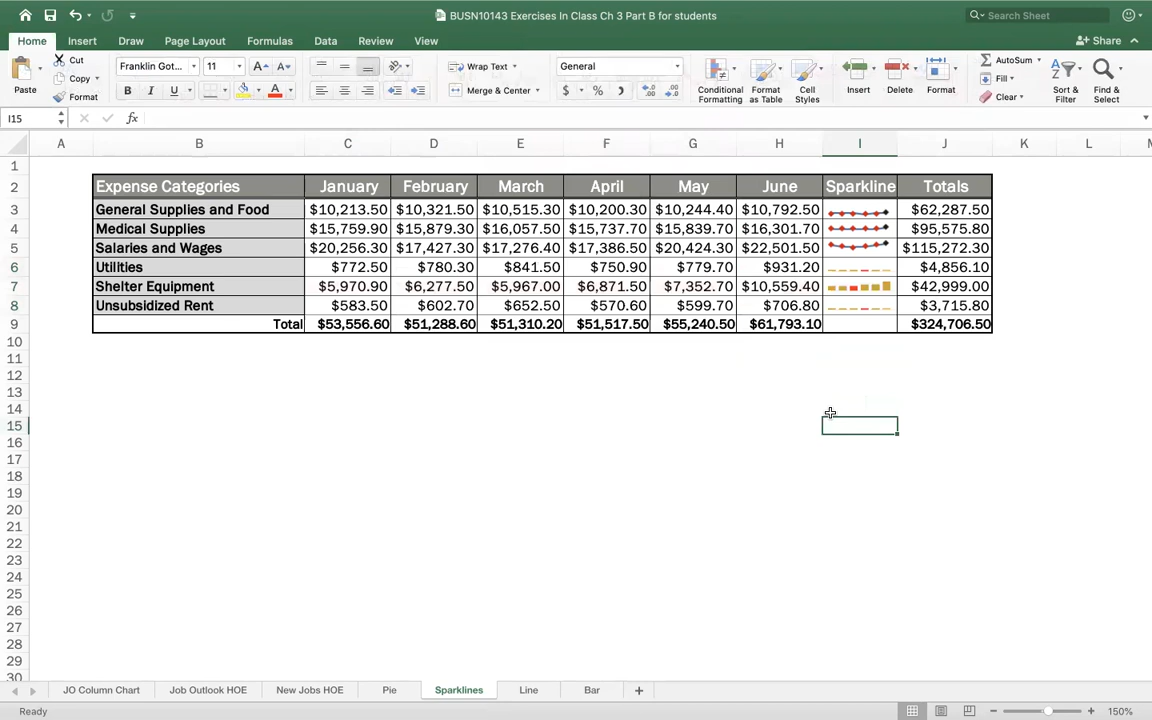 BUSN10143 Exercises In Class Ch 3 Part B for students
Search Sheet
Home Insert Draw Page Layout Formulas Data Review View
Share
Paste
Cut
Copy
Format
Franklin Got... 11
B I U
Wrap Text
Merge & Center
General
$ % )
Conditional Formatting
Format as Table
Cell Styles
Insert
Delete
Format
AutoSum
Fill
Clear
Sort & Filter
Find & Select
I15 fx
A B C D E F G H I J K L M
1
2 Expense Categories January February March April May June Sparkline Totals
3 General Supplies and Food $10,213.50 $10,321.50 $10,515.30 $10,200.30 $10,244.40 $10,792.50 $62,287.50
4 Medical Supplies $15,759.90 $15,879.30 $16,057.50 $15,737.70 $15,839.70 $16,301.70 $95,575.80
5 Salaries and Wages $20,256.30 $17,427.30 $17,276.40 $17,386.50 $20,424.30 $22,501.50 $115,272.30
6 Utilities $772.50 $780.30 $841.50 $750.90 $779.70 $931.20 $4,856.10
7 Shelter Equipment $5,970.90 $6,277.50 $5,967.00 $6,871.50 $7,352.70 $10,559.40 $42,999.00
8 Unsubsidized Rent $583.50 $602.70 $652.50 $570.60 $599.70 $706.80 $3,715.80
9 Total $53,556.60 $51,288.60 $51,310.20 $51,517.50 $55,240.50 $61,793.10 $324,706.50
10
11
12
13
14
15
16
17
18
19
20
21
22
23
24
25
26
27
28
29
30
JO Column Chart Job Outlook HOE New Jobs HOE Pie Sparklines Line Bar +
Ready
150%